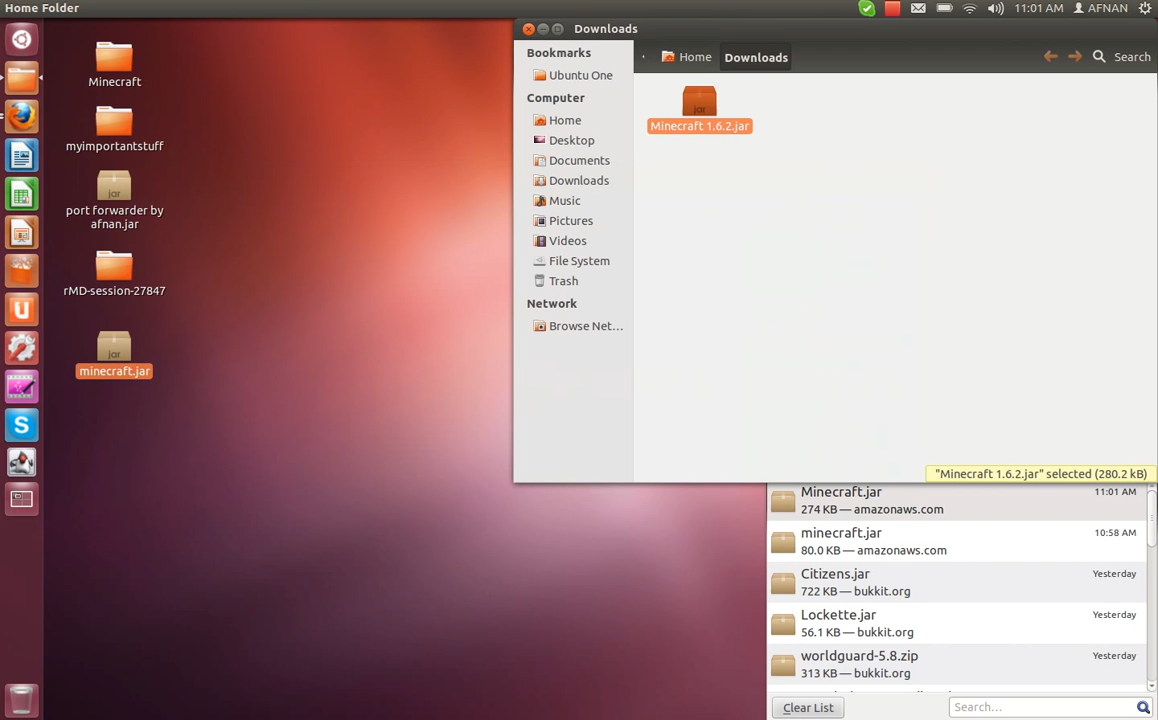 Home Folder
11:01 AM
AFNAN
Minecraft
myimportantstuff
jar
port forwarder by
afnan.jar
rMD-session-27847
jar
minecraft.jar
Downloads
Bookmarks
Ubuntu One
Computer
Home
Desktop
Documents
Downloads
Music
Pictures
Videos
File System
Trash
Network
Browse Net...
Home
Downloads
Search
jar
Minecraft 1.6.2.jar
"Minecraft 1.6.2.jar" selected (280.2 kB)
Minecraft.jar
11:01 AM
274 KB — amazonaws.com
minecraft.jar
10:58 AM
80.0 KB — amazonaws.com
Citizens.jar
Yesterday
722 KB — bukkit.org
Lockette.jar
Yesterday
56.1 KB — bukkit.org
worldguard-5.8.zip
Yesterday
313 KB — bukkit.org
Clear List
Search...